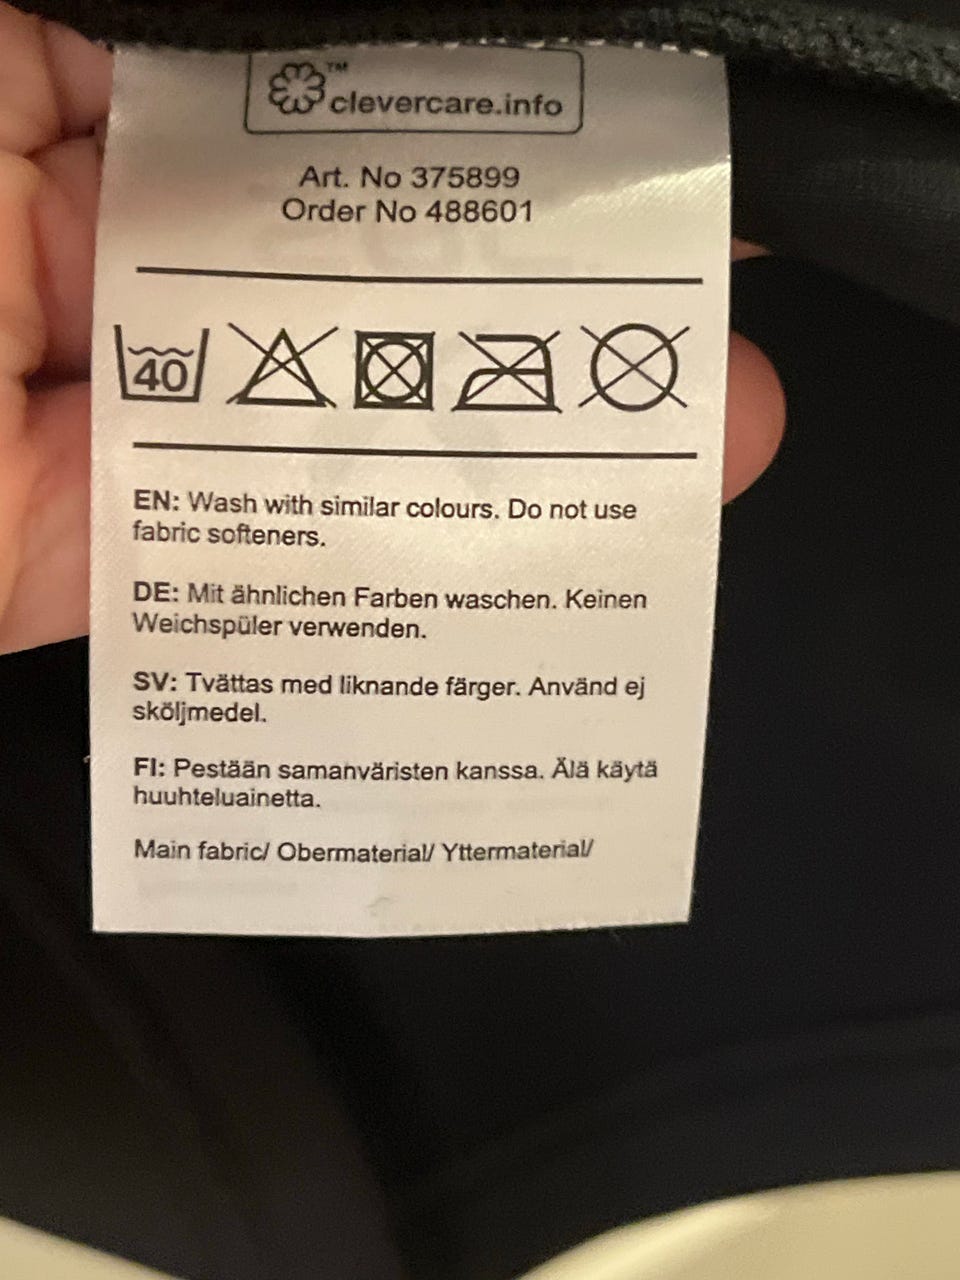 TM
clevercare.info
Art. No 375899
Order No 488601
40
EN: Wash with similar colours. Do not use
fabric softeners.
DE: Mit ähnlichen Farben waschen. Keinen
Weichspüler verwenden.
SV: Tvättas med liknande färger. Använd ej
sköljmedel.
FI: Pestään samanväristen kanssa. Älä käytä
huuhteluainetta.
Main fabric/ Obermaterial/ Yttermaterial/